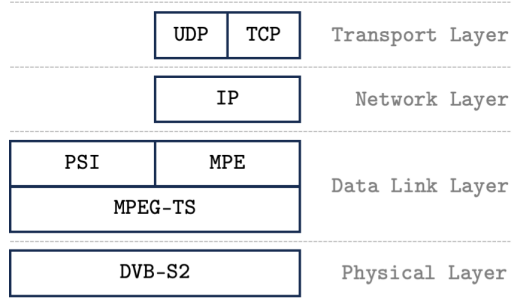 UDP TCP Transport Layer
IP Network Layer
PSI MPE
Data Link Layer
MPEG-TS
DVB-S2 Physical Layer